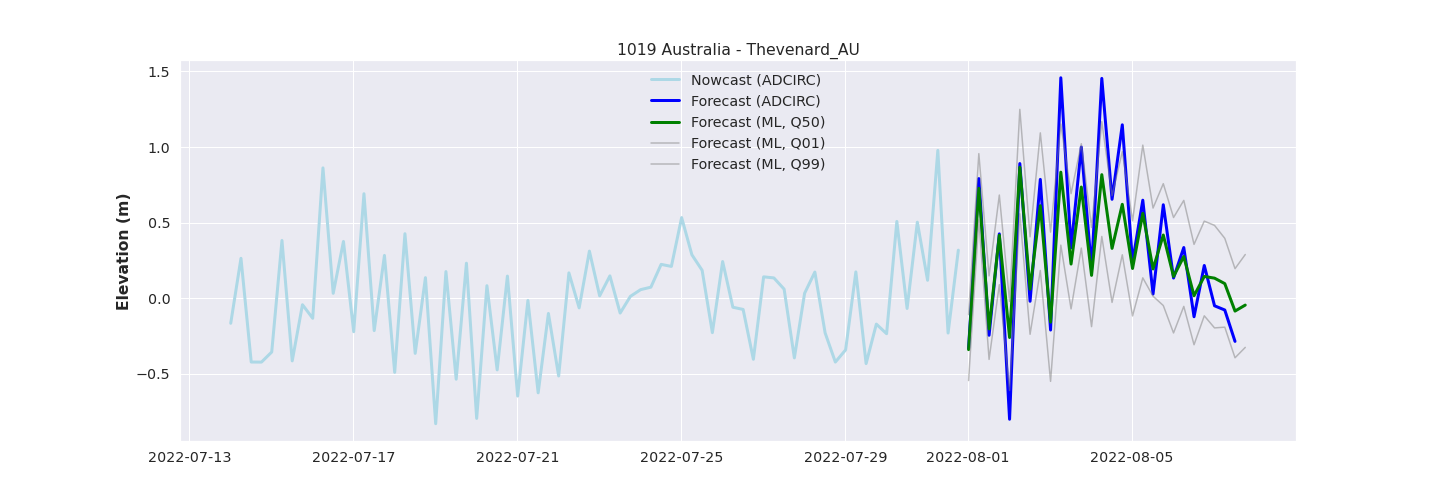 1019 Australia - Thevenard_AU
Nowcast (ADCIRC)
Forecast (ADCIRC)
Forecast (ML, Q50)
Forecast (ML, Q01)
Forecast (ML, Q99)
Elevation (m)
1.5
1.0
0.5
0.0
−0.5
2022-07-13
2022-07-17
2022-07-21
2022-07-25
2022-07-29
2022-08-01
2022-08-05